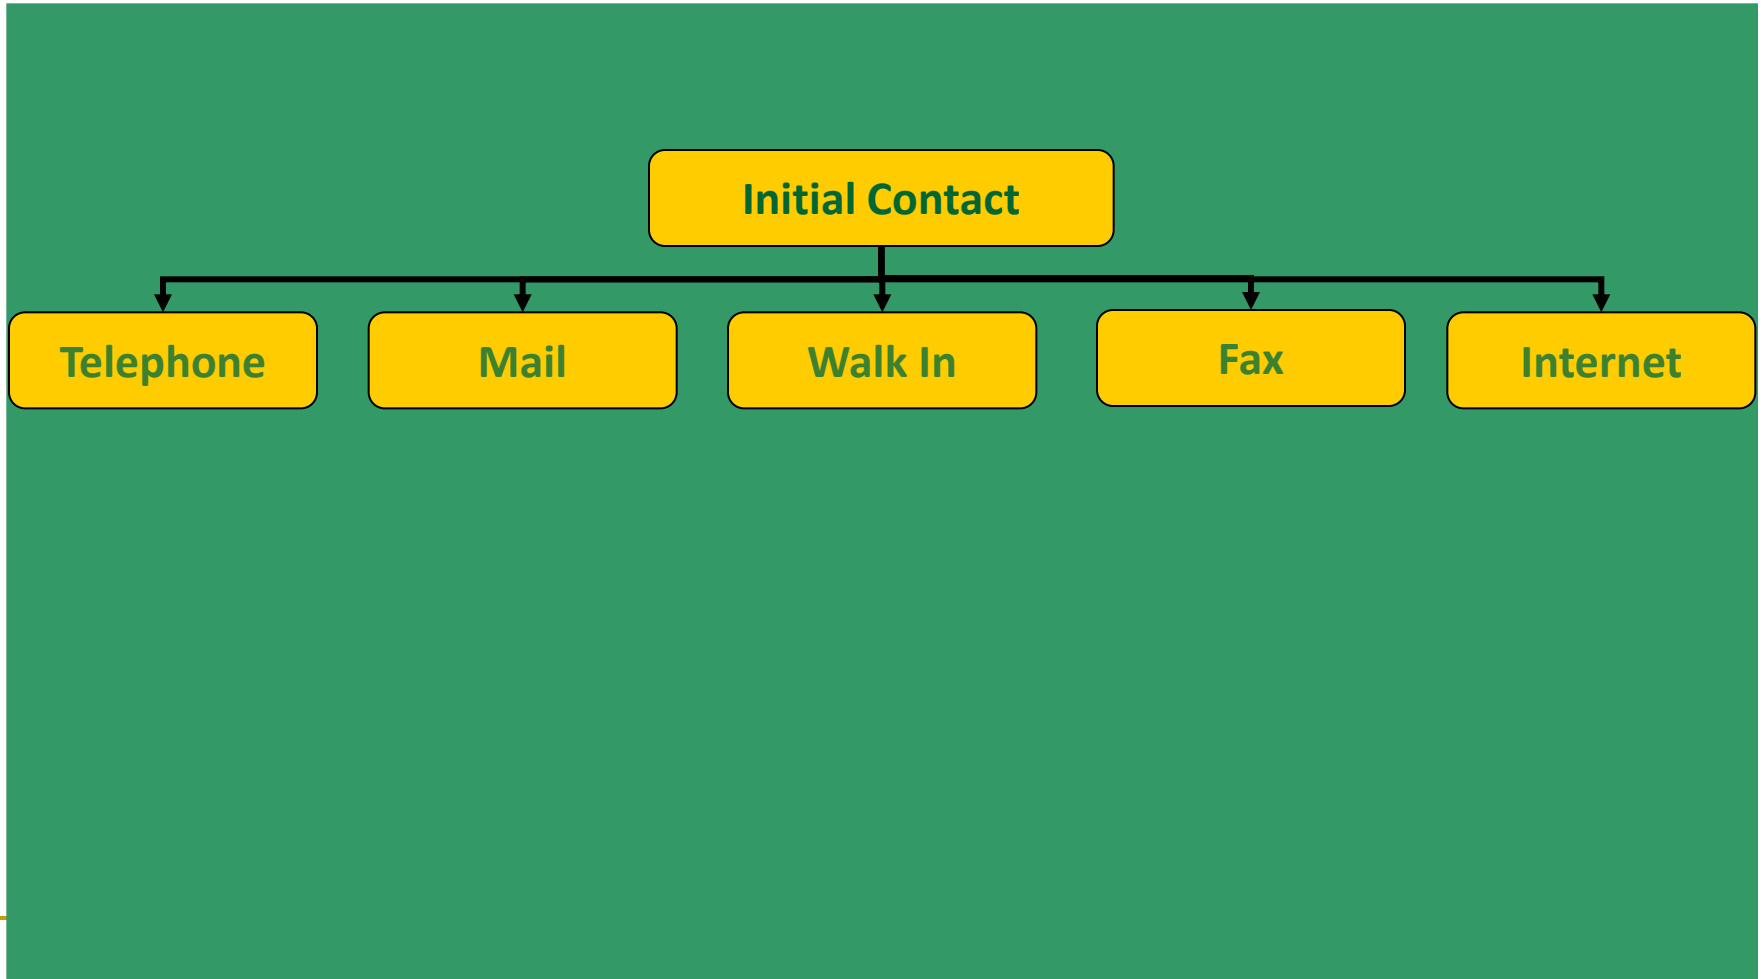 Initial Contact
Telephone
Mail
Walk In
Fax
Internet